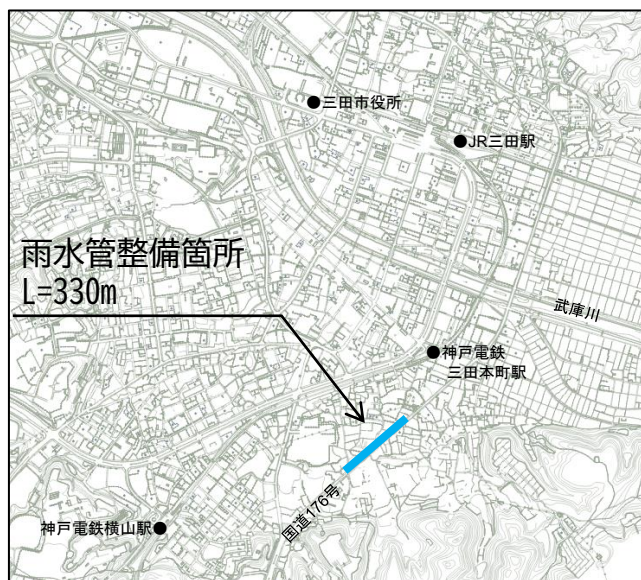 ●三田市役所
●JR三田駅
雨水管整備箇所
L=330m
武庫川
●神戸電鉄
三田本町駅
国道176号
神戸電鉄横山駅●